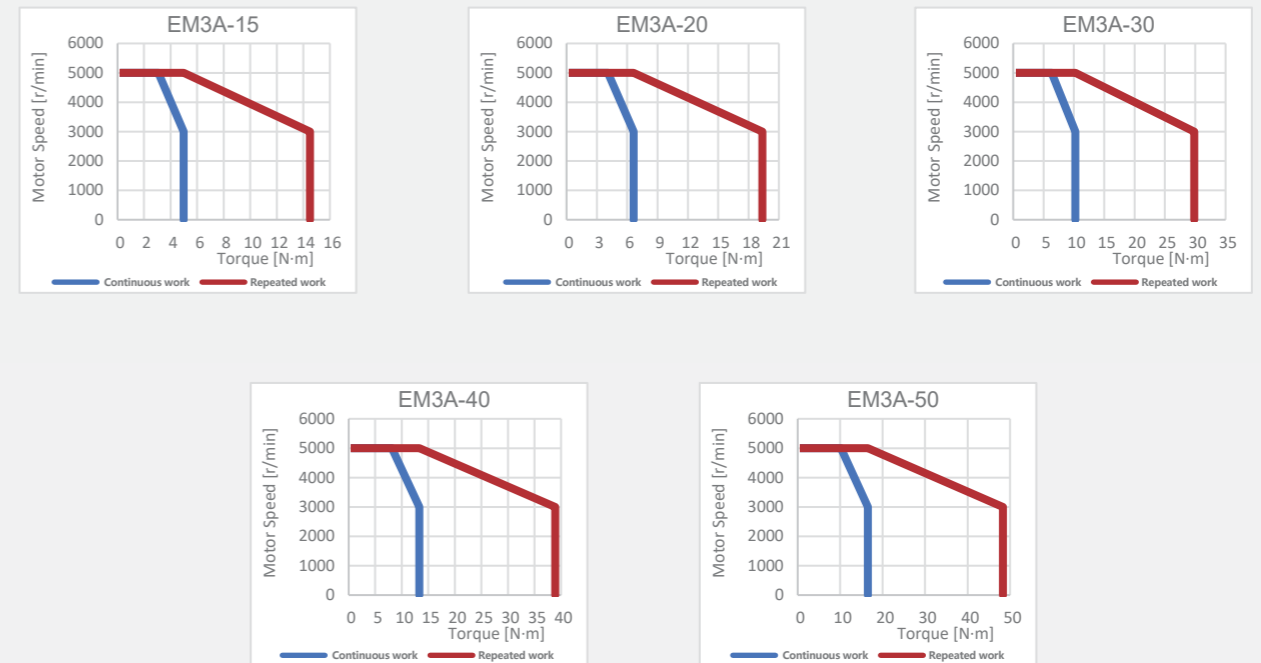 EM3A-15
6000
5000
4000
3000
2000
1000
0
Motor Speed [r/min]
0 2 4 6 8 10 12 14 16
Torque [N·m]
Continuous work Repeated work
EM3A-20
6000
5000
4000
3000
2000
1000
0
Motor Speed [r/min]
0 3 6 9 12 15 18 21
Torque [N·m]
Continuous work Repeated work
EM3A-30
6000
5000
4000
3000
2000
1000
0
Motor Speed [r/min]
0 5 10 15 20 25 30 35
Torque [N·m]
Continuous work Repeated work
EM3A-40
6000
5000
4000
3000
2000
1000
0
Motor Speed [r/min]
0 5 10 15 20 25 30 35 40
Torque [N·m]
Continuous work Repeated work
EM3A-50
6000
5000
4000
3000
2000
1000
0
Motor Speed [r/min]
0 10 20 30 40 50
Torque [N·m]
Continuous work Repeated work